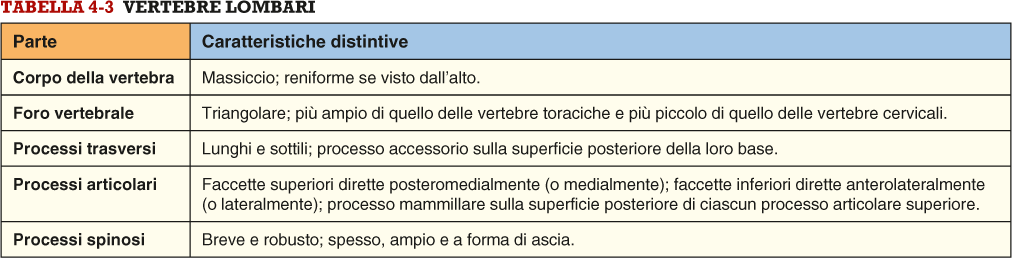 TABELLA 4-3 VERTEBRE LOMBARI
Parte Caratteristiche distintive
Corpo della vertebra Massiccio; reniforme se visto dall'alto.
Foro vertebrale Triangolare; più ampio di quello delle vertebre toraciche e più piccolo di quello delle vertebre cervicali.
Processi trasversi Lunghi e sottili; processo accessorio sulla superficie posteriore della loro base.
Processi articolari Faccette superiori dirette posteromedialmente (o medialmente); faccette inferiori dirette anterolateralmente
(o lateralmente); processo mammillare sulla superficie posteriore di ciascun processo articolare superiore.
Processi spinosi Breve e robusto; spesso, ampio e a forma di ascia.